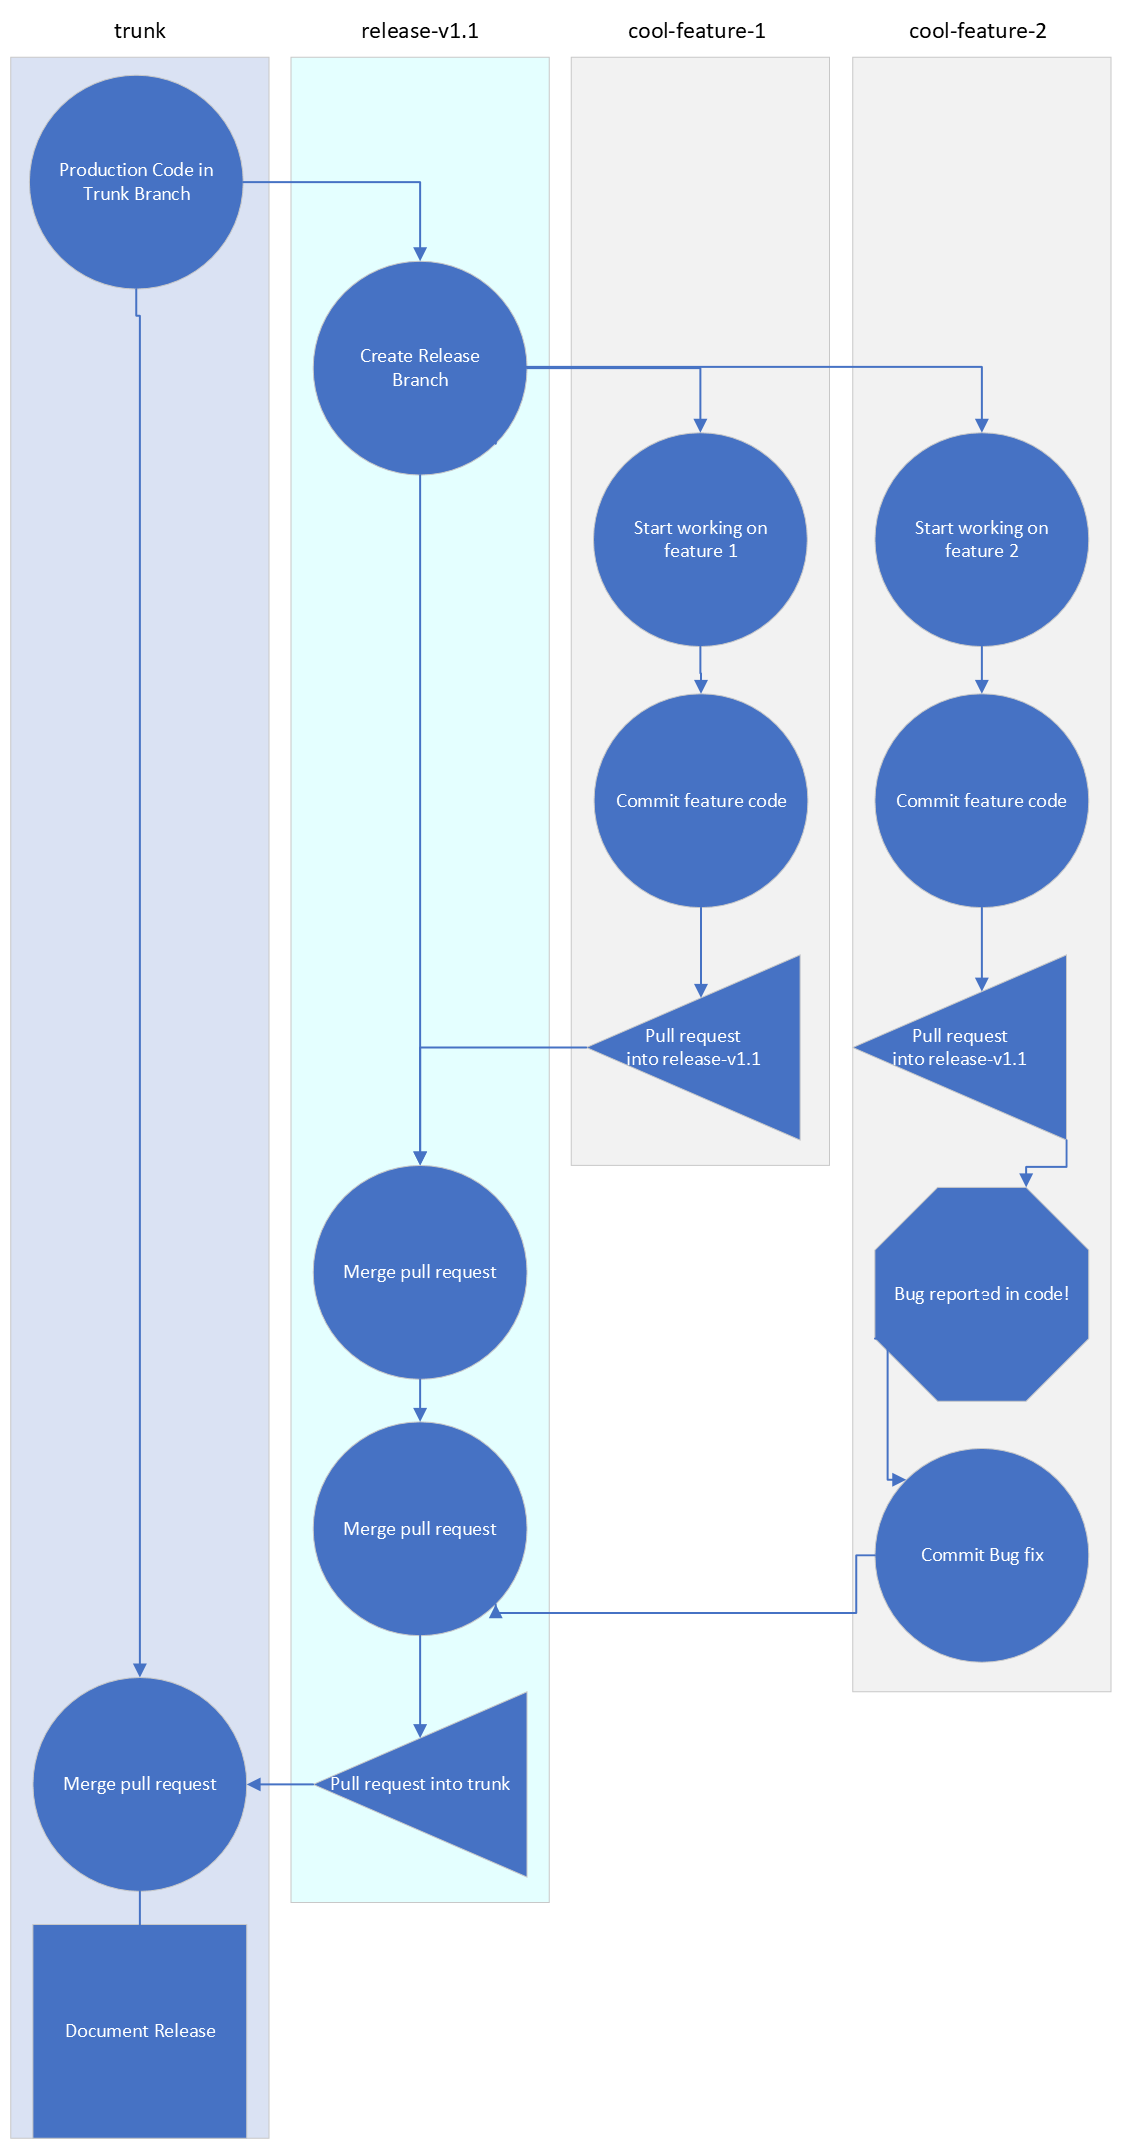 trunk
release-v1.1
cool-feature-1
cool-feature-2
Production Code in
Trunk Branch
Create Release
Branch
Start working on
feature 1
Start working on
feature 2
Commit feature code
Commit feature code
Pull request
into release-v1.1
Pull request
into release-v1.1
Merge pull request
Bug reported in code!
Merge pull request
Commit Bug fix
Merge pull request
Pull request into trunk
Document Release